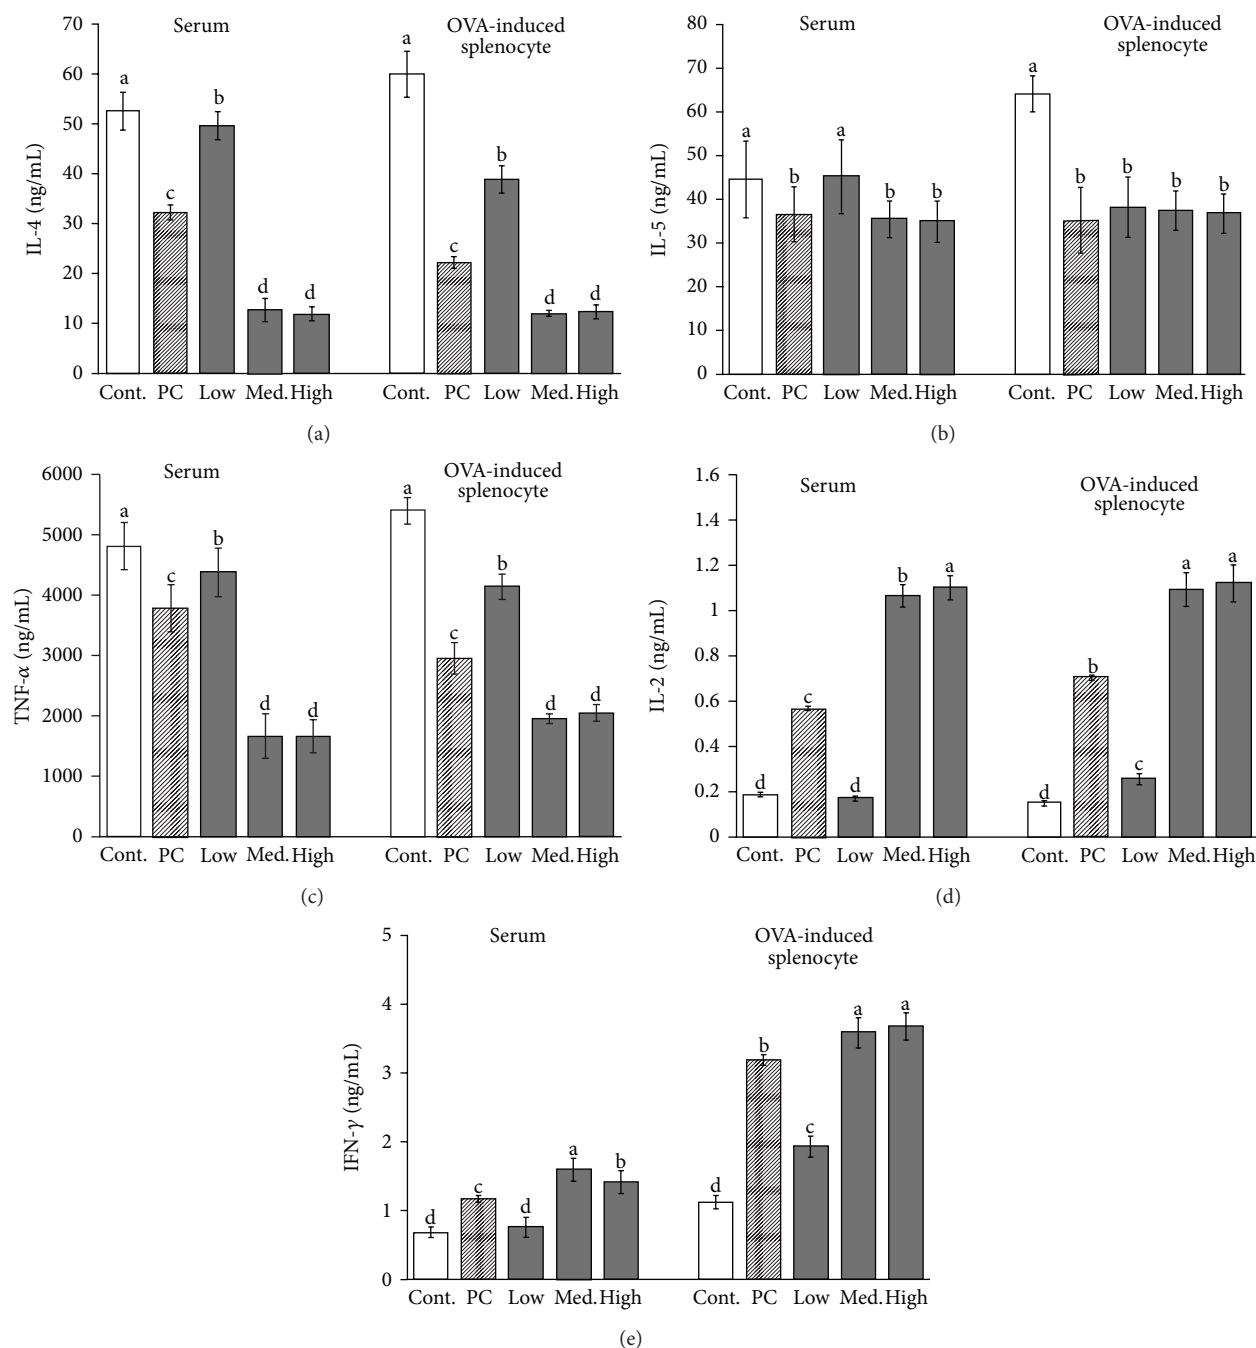 Serum
OVA-induced
splenocyte
IL-4 (ng/mL)
70
60
50
40
30
20
10
0
a
c
b
d
d
a
c
b
d
d
Cont. PC Low Med. High Cont. PC Low Med. High
(a)
OVA-induced
Serum
splenocyte
IL-5 (ng/mL)
80
70
60
50
40
30
20
10
0
a
b
a
b
b
a
b
b
b
b
Cont. PC Low Med. High Cont. PC Low Med. High
(b)
Serum
OVA-induced
splenocyte
TNF-α (ng/mL)
6000
5000
4000
3000
2000
1000
0
a
c
b
d
d
a
c
b
d
d
Cont. PC Low Med. High Cont. PC Low Med. High
(c)
Serum
OVA-induced
splenocyte
IL-2 (ng/mL)
1.6
1.4
1.2
1
0.8
0.6
0.4
0.2
0
d
c
d
b
a
d
b
c
a
a
Cont. PC Low Med. High Cont. PC Low Med. High
(d)
Serum
OVA-induced
splenocyte
IFN-γ (ng/mL)
5
4
3
2
1
0
d
c
d
a
b
d
b
c
a
a
Cont. PC Low Med. High Cont. PC Low Med. High
(e)